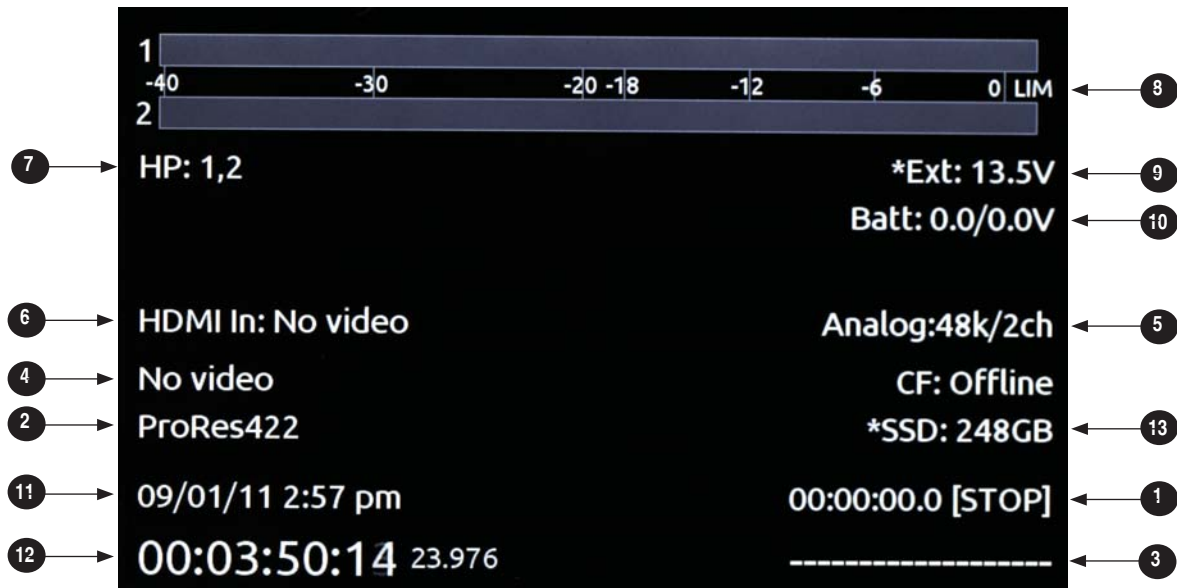 1
-40 -30 -20 -18 -12 -6 0 LIM
8
2
7
HP: 1,2
*Ext: 13.5V
9
Batt: 0.0/0.0V
10
6
HDMI In: No video
Analog:48k/2ch
5
4
No video
CF: Offline
2
ProRes422
*SSD: 248GB
13
11
09/01/11 2:57 pm
00:00:00.0 [STOP]
1
12
00:03:50:14 23.976
--------------------
3